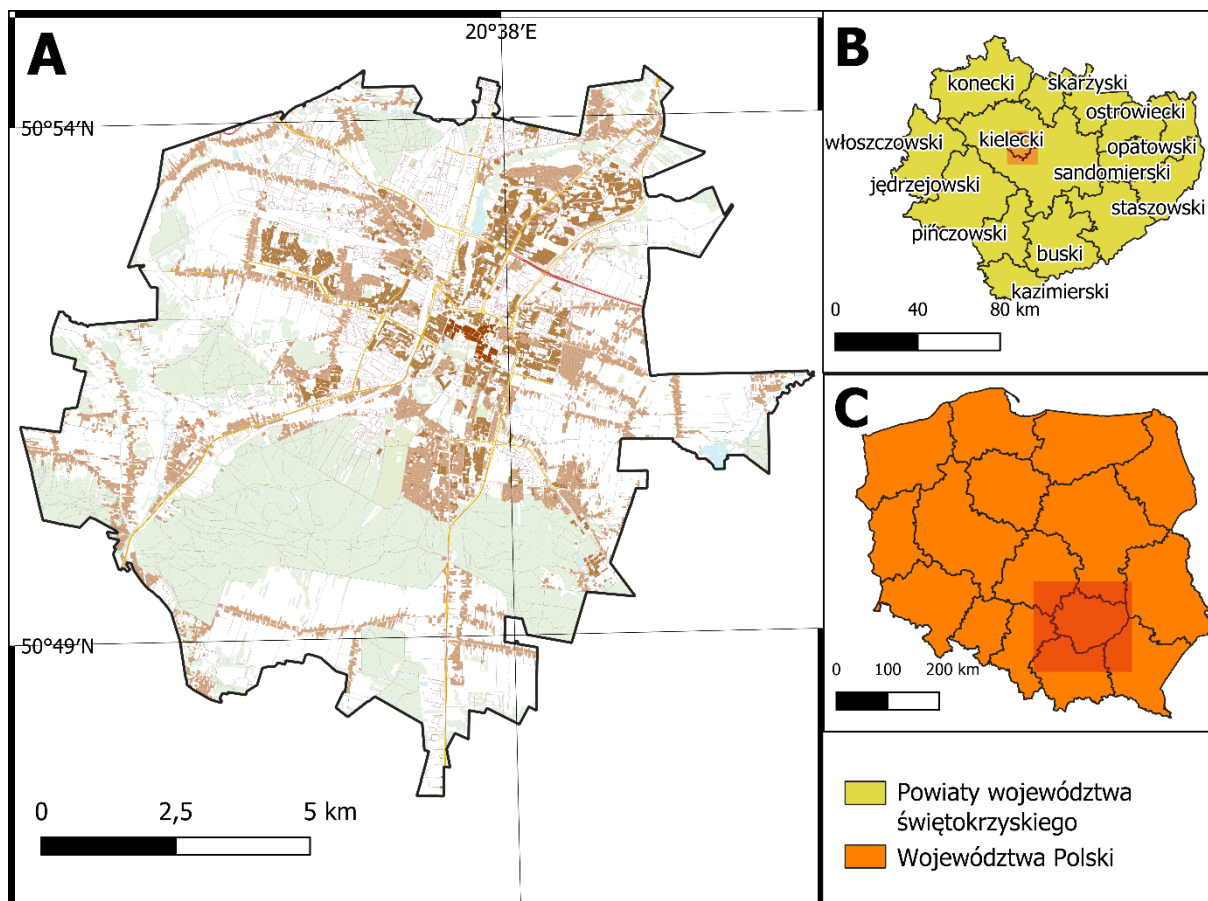 A
20°38′E
50°54′N
50°49′N
0 2,5 5 km
B
konecki
skarżyski
ostrowiecki
włoszczowski
kielecki
opatowski
jędrzejowski
sandomierski
staszowski
pińczowski
buski
kazimierski
0 40 80 km
C
0 100 200 km
Powiaty województwa
świętokrzyskiego
Województwa Polski